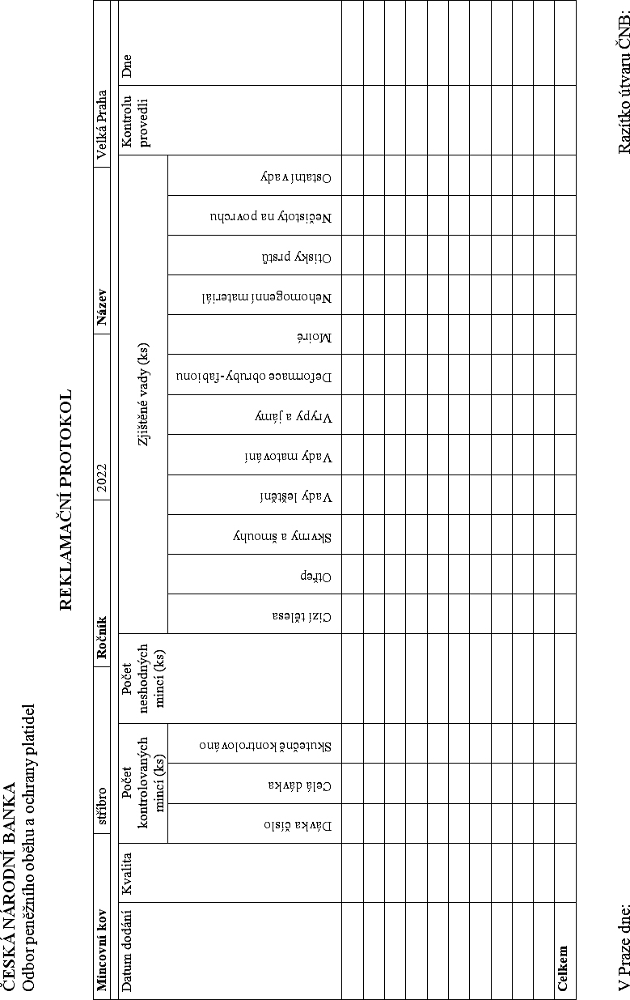 ČESKÁ NÁRODNÍ BANKA
Odbor peněžního oběhu a ochrany platidel
REKLAMAČNÍ PROTOKOL
Mincovní kov stříbro Ročník 2022 Název Velká Praha
Datum dodání
Kvalita
Počet
kontrolovaných
mincí (ks)
Dávka číslo
Celá dávka
Skutečně kontrolováno
Počet
neshodných
mincí (ks)
Zjištěné vady (ks)
Cizí tělesa
Otřep
Skvrny a šmouhy
Vady leštění
Vady matování
Vrypy a jámy
Deformace obruby-fabionu
Moiré
Nehomogenní materiál
Otisky prstů
Nečistoty na povrchu
Ostatní vady
Kontrolu
provedli
Dne
Celkem
V Praze dne: Razítko útvaru ČNB: